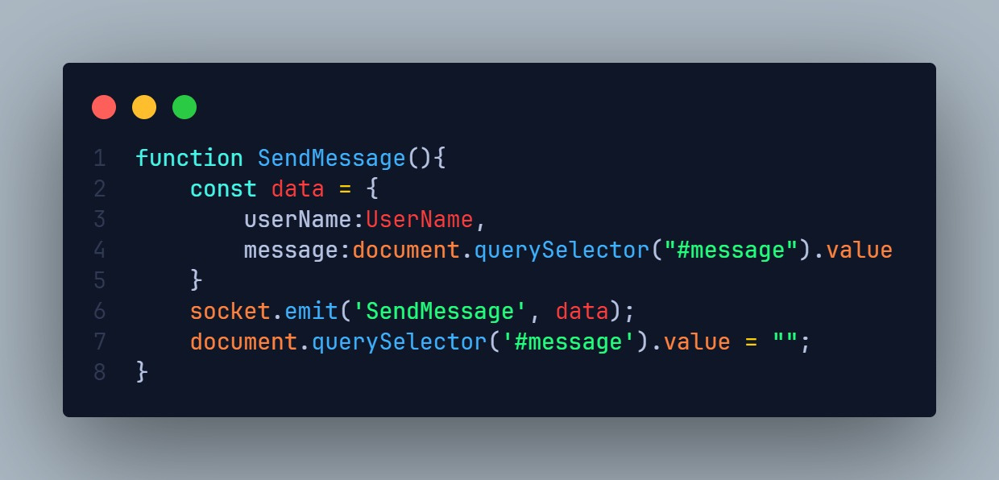 1 function SendMessage(){
2     const data = {
3         userName:UserName,
4         message:document.querySelector("#message").value
5     }
6     socket.emit('SendMessage', data);
7     document.querySelector('#message').value = "";
8 }